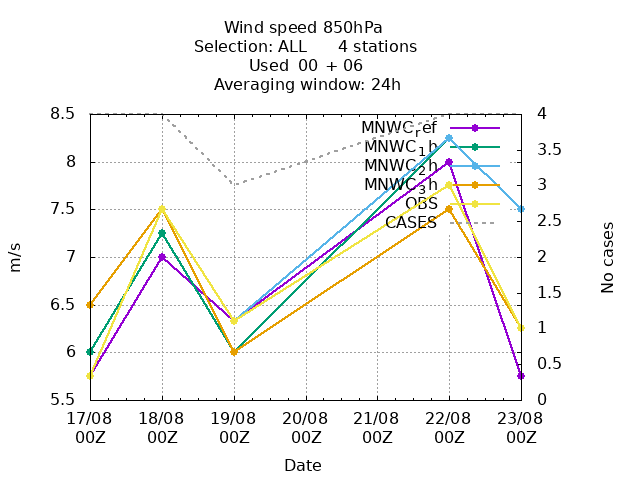 Wind speed 850hPa
Selection: ALL 4 stations
Used 00 + 06
Averaging window: 24h
8.5
8
7.5
7
6.5
6
5.5
m/s
4
3.5
3
2.5
2
1.5
1
0.5
0
No cases
MNWC_ref
MNWC_1h
MNWC_2h
MNWC_3h
OBS
CASES
17/08 18/08 19/08 20/08 21/08 22/08 23/08
00Z 00Z 00Z 00Z 00Z 00Z 00Z
Date